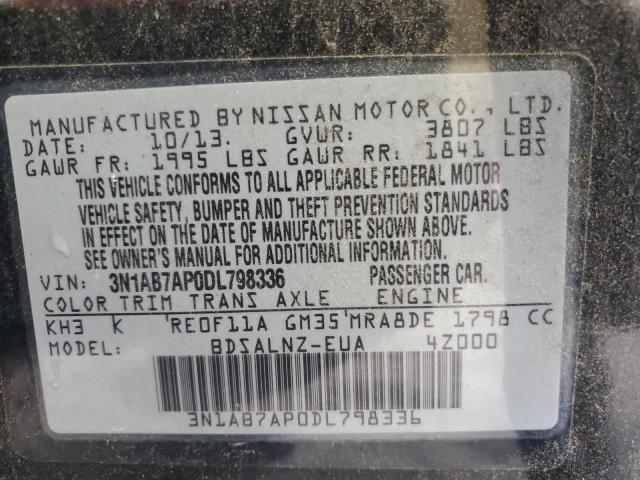 MANUFACTURED BY NISSAN MOTOR CO., LTD.
DATE: 10/13. GVWR: 3807 LBS
GAWR FR: 1995 LBS GAWR RR: 1841 LBS
THIS VEHICLE CONFORMS TO ALL APPLICABLE FEDERAL MOTOR
VEHICLE SAFETY, BUMPER AND THEFT PREVENTION STANDARDS
IN EFFECT ON THE DATE OF MANUFACTURE SHOWN ABOVE.
SEE OWNER'S MANUAL FOR ADDITIONAL INFORMATION.
VIN: 3N1AB7AP0DL798336 PASSENGER CAR.
COLOR TRIM TRANS AXLE ENGINE
KH3 K RE0F11A GM35 MRA8DE 1798 CC
MODEL: BDSALNZ-EUA 4Z000
3N1AB7AP0DL798336